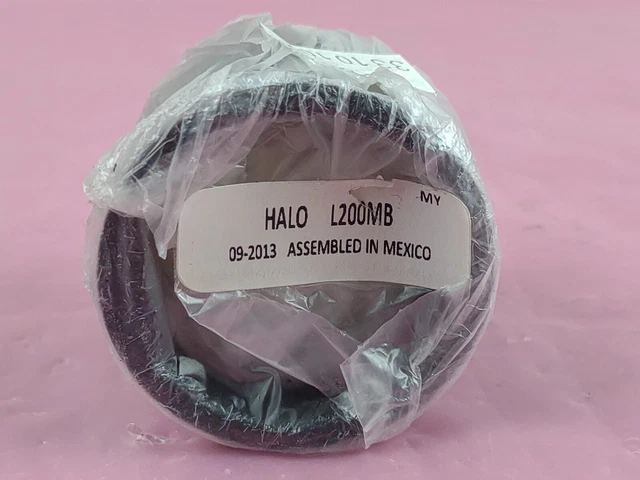 MY
HALO L200MB
09-2013 ASSEMBLED IN MEXICO